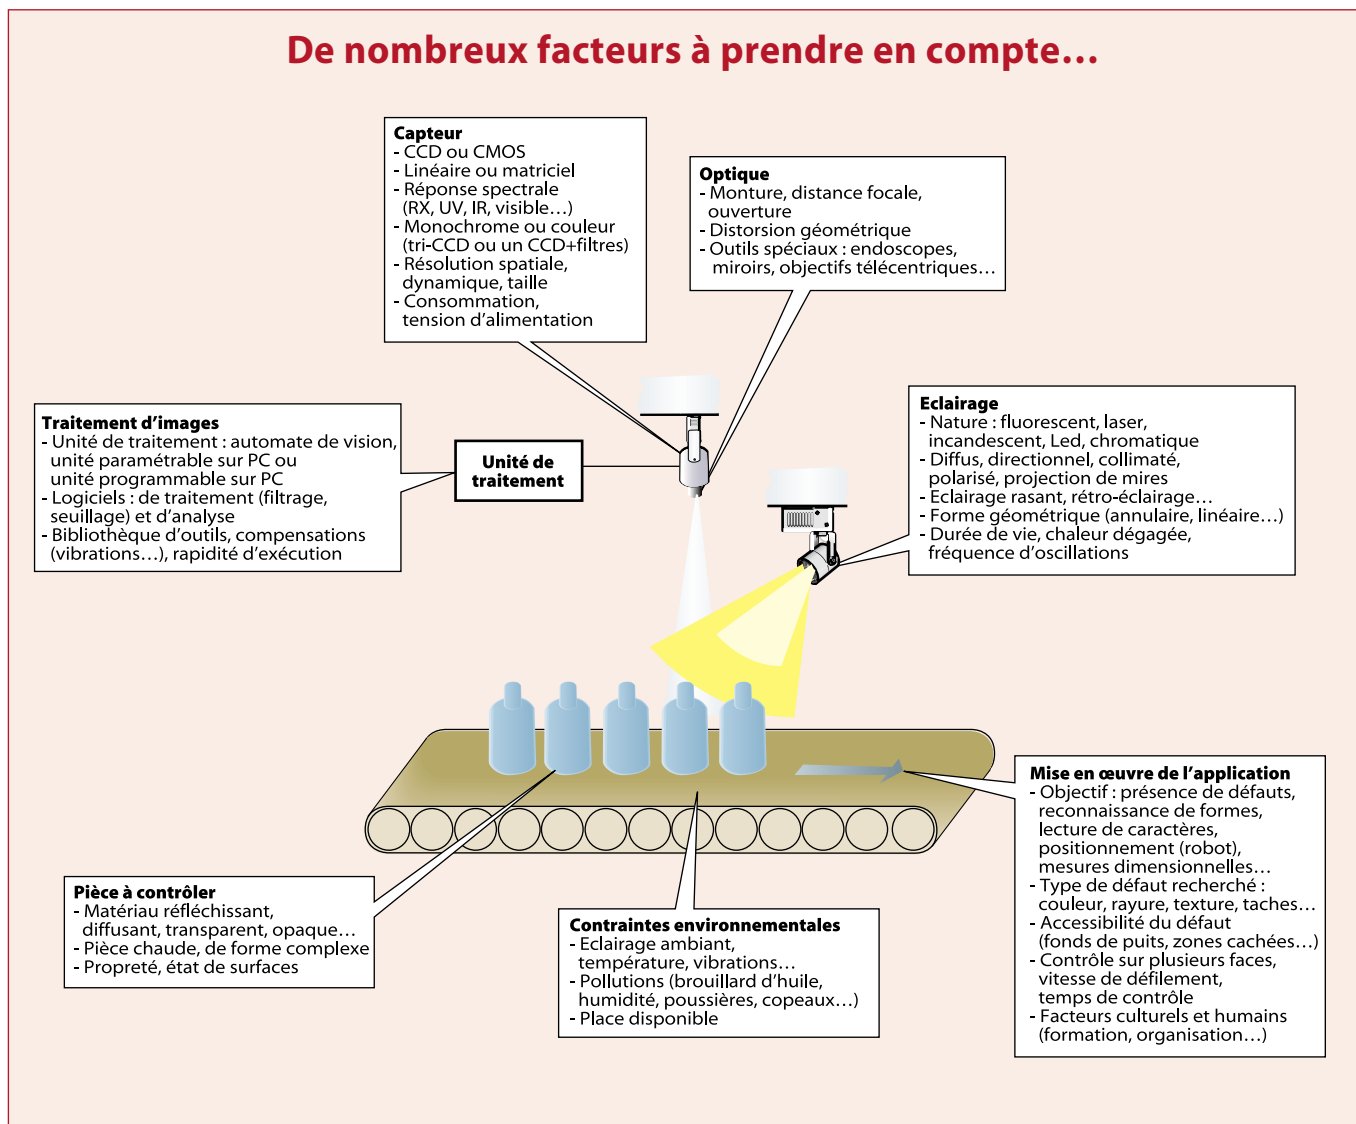 De nombreux facteurs à prendre en compte…
Capteur
- CCD ou CMOS
- Linéaire ou matriciel
- Réponse spectrale
(RX, UV, IR, visible…)
- Monochrome ou couleur
(tri-CCD ou un CCD+filtres)
- Résolution spatiale,
dynamique, taille
- Consommation,
tension d’alimentation
Optique
- Monture, distance focale,
ouverture
- Distorsion géométrique
- Outils spéciaux : endoscopes,
miroirs, objectifs télécentriques…
Traitement d’images
- Unité de traitement : automate de vision,
unité paramétrable sur PC ou
unité programmable sur PC
- Logiciels : de traitement (filtrage,
seuillage) et d’analyse
- Bibliothèque d’outils, compensations
(vibrations…), rapidité d’exécution
Unité de
traitement
Eclairage
- Nature : fluorescent, laser,
incandescent, Led, chromatique
- Diffus, directionnel, collimaté,
polarisé, projection de mires
- Eclairage rasant, rétro-éclairage…
- Forme géométrique (annulaire, linéaire…)
- Durée de vie, chaleur dégagée,
fréquence d’oscillations
Pièce à contrôler
- Matériau réfléchissant,
diffusant, transparent, opaque…
- Pièce chaude, de forme complexe
- Propreté, état de surfaces
Contraintes environnementales
- Eclairage ambiant,
température, vibrations…
- Pollutions (brouillard d’huile,
humidité, poussières, copeaux…)
- Place disponible
Mise en œuvre de l’application
- Objectif : présence de défauts,
reconnaissance de formes,
lecture de caractères,
positionnement (robot),
mesures dimensionnelles…
- Type de défaut recherché :
couleur, rayure, texture, taches…
- Accessibilité du défaut
(fonds de puits, zones cachées…)
- Contrôle sur plusieurs faces,
vitesse de défilement,
temps de contrôle
- Facteurs culturels et humains
(formation, organisation…)